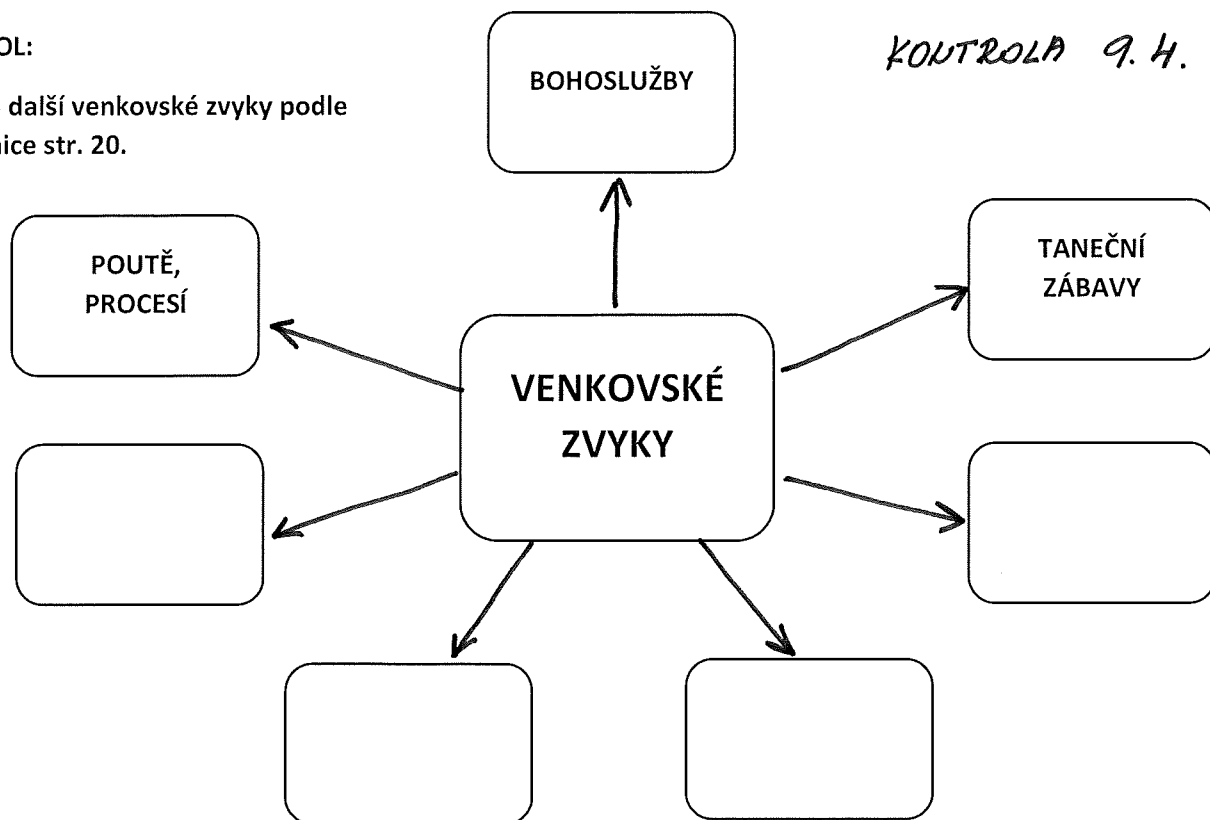 OL:
KONTROLA 9. 4.
další venkovské zvyky podle
nice str. 20.
BOHOSLUŽBY
POUTĚ,
PROCESÍ
TANEČNÍ
ZÁBAVY
VENKOVSKÉ
ZVYKY